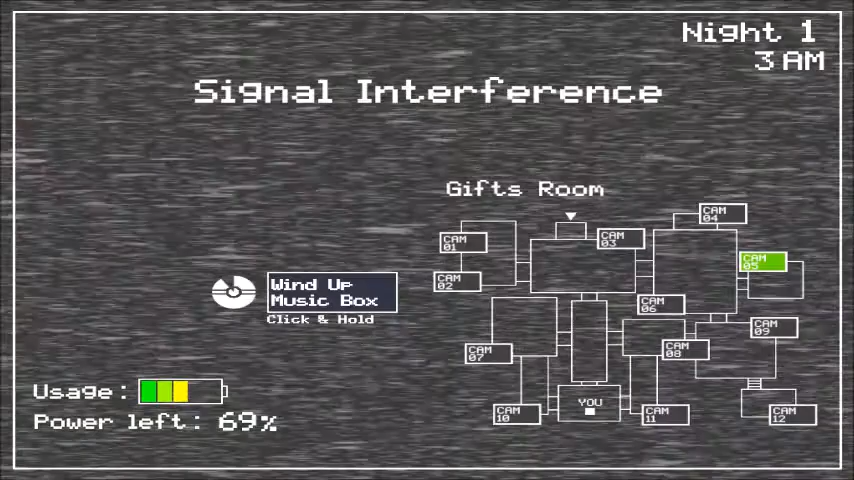 Night 1
3 AM
Signal Interference
Gifts Room
CAM 04
CAM 01
CAM 03
CAM 05
CAM 02
Wind Up
Music Box
Click & Hold
CAM 06
CAM 09
CAM 07
CAM 08
Usage:
YOU
CAM 10
CAM 11
CAM 12
Power left: 69%